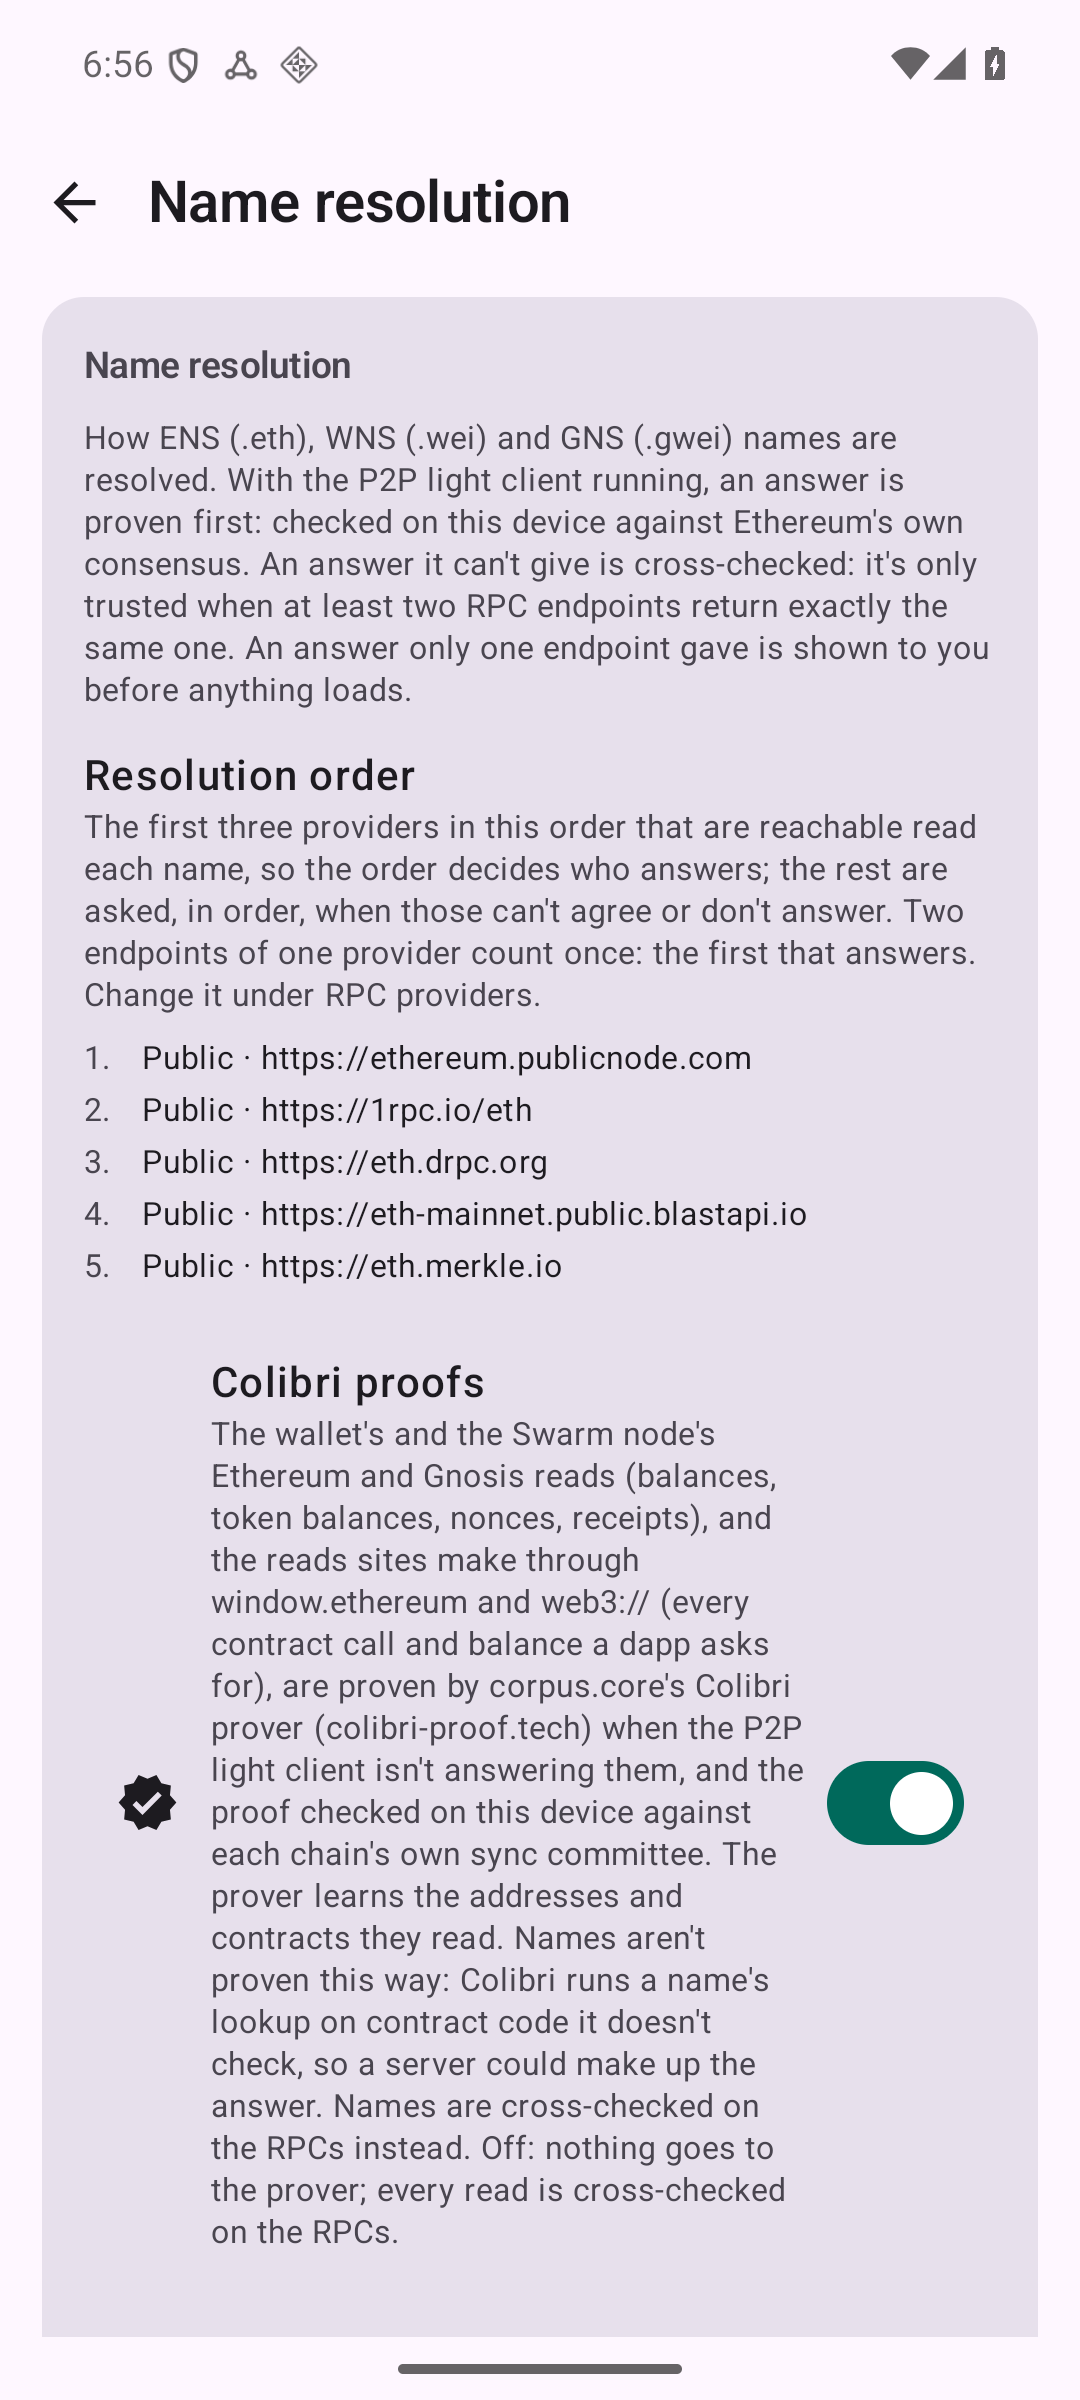 6:56
Name resolution
Name resolution
How ENS (.eth), WNS (.wei) and GNS (.gwei) names are
resolved. With the P2P light client running, an answer is
proven first: checked on this device against Ethereum's own
consensus. An answer it can't give is cross-checked: it's only
trusted when at least two RPC endpoints return exactly the
same one. An answer only one endpoint gave is shown to you
before anything loads.
Resolution order
The first three providers in this order that are reachable read
each name, so the order decides who answers; the rest are
asked, in order, when those can't agree or don't answer. Two
endpoints of one provider count once: the first that answers.
Change it under RPC providers.
1. Public · https://ethereum.publicnode.com
2. Public · https://1rpc.io/eth
3. Public · https://eth.drpc.org
4. Public · https://eth-mainnet.public.blastapi.io
5. Public · https://eth.merkle.io
Colibri proofs
The wallet's and the Swarm node's
Ethereum and Gnosis reads (balances,
token balances, nonces, receipts), and
the reads sites make through
window.ethereum and web3:// (every
contract call and balance a dapp asks
for), are proven by corpus.core's Colibri
prover (colibri-proof.tech) when the P2P
light client isn't answering them, and the
proof checked on this device against
each chain's own sync committee. The
prover learns the addresses and
contracts they read. Names aren't
proven this way: Colibri runs a name's
lookup on contract code it doesn't
check, so a server could make up the
answer. Names are cross-checked on
the RPCs instead. Off: nothing goes to
the prover; every read is cross-checked
on the RPCs.